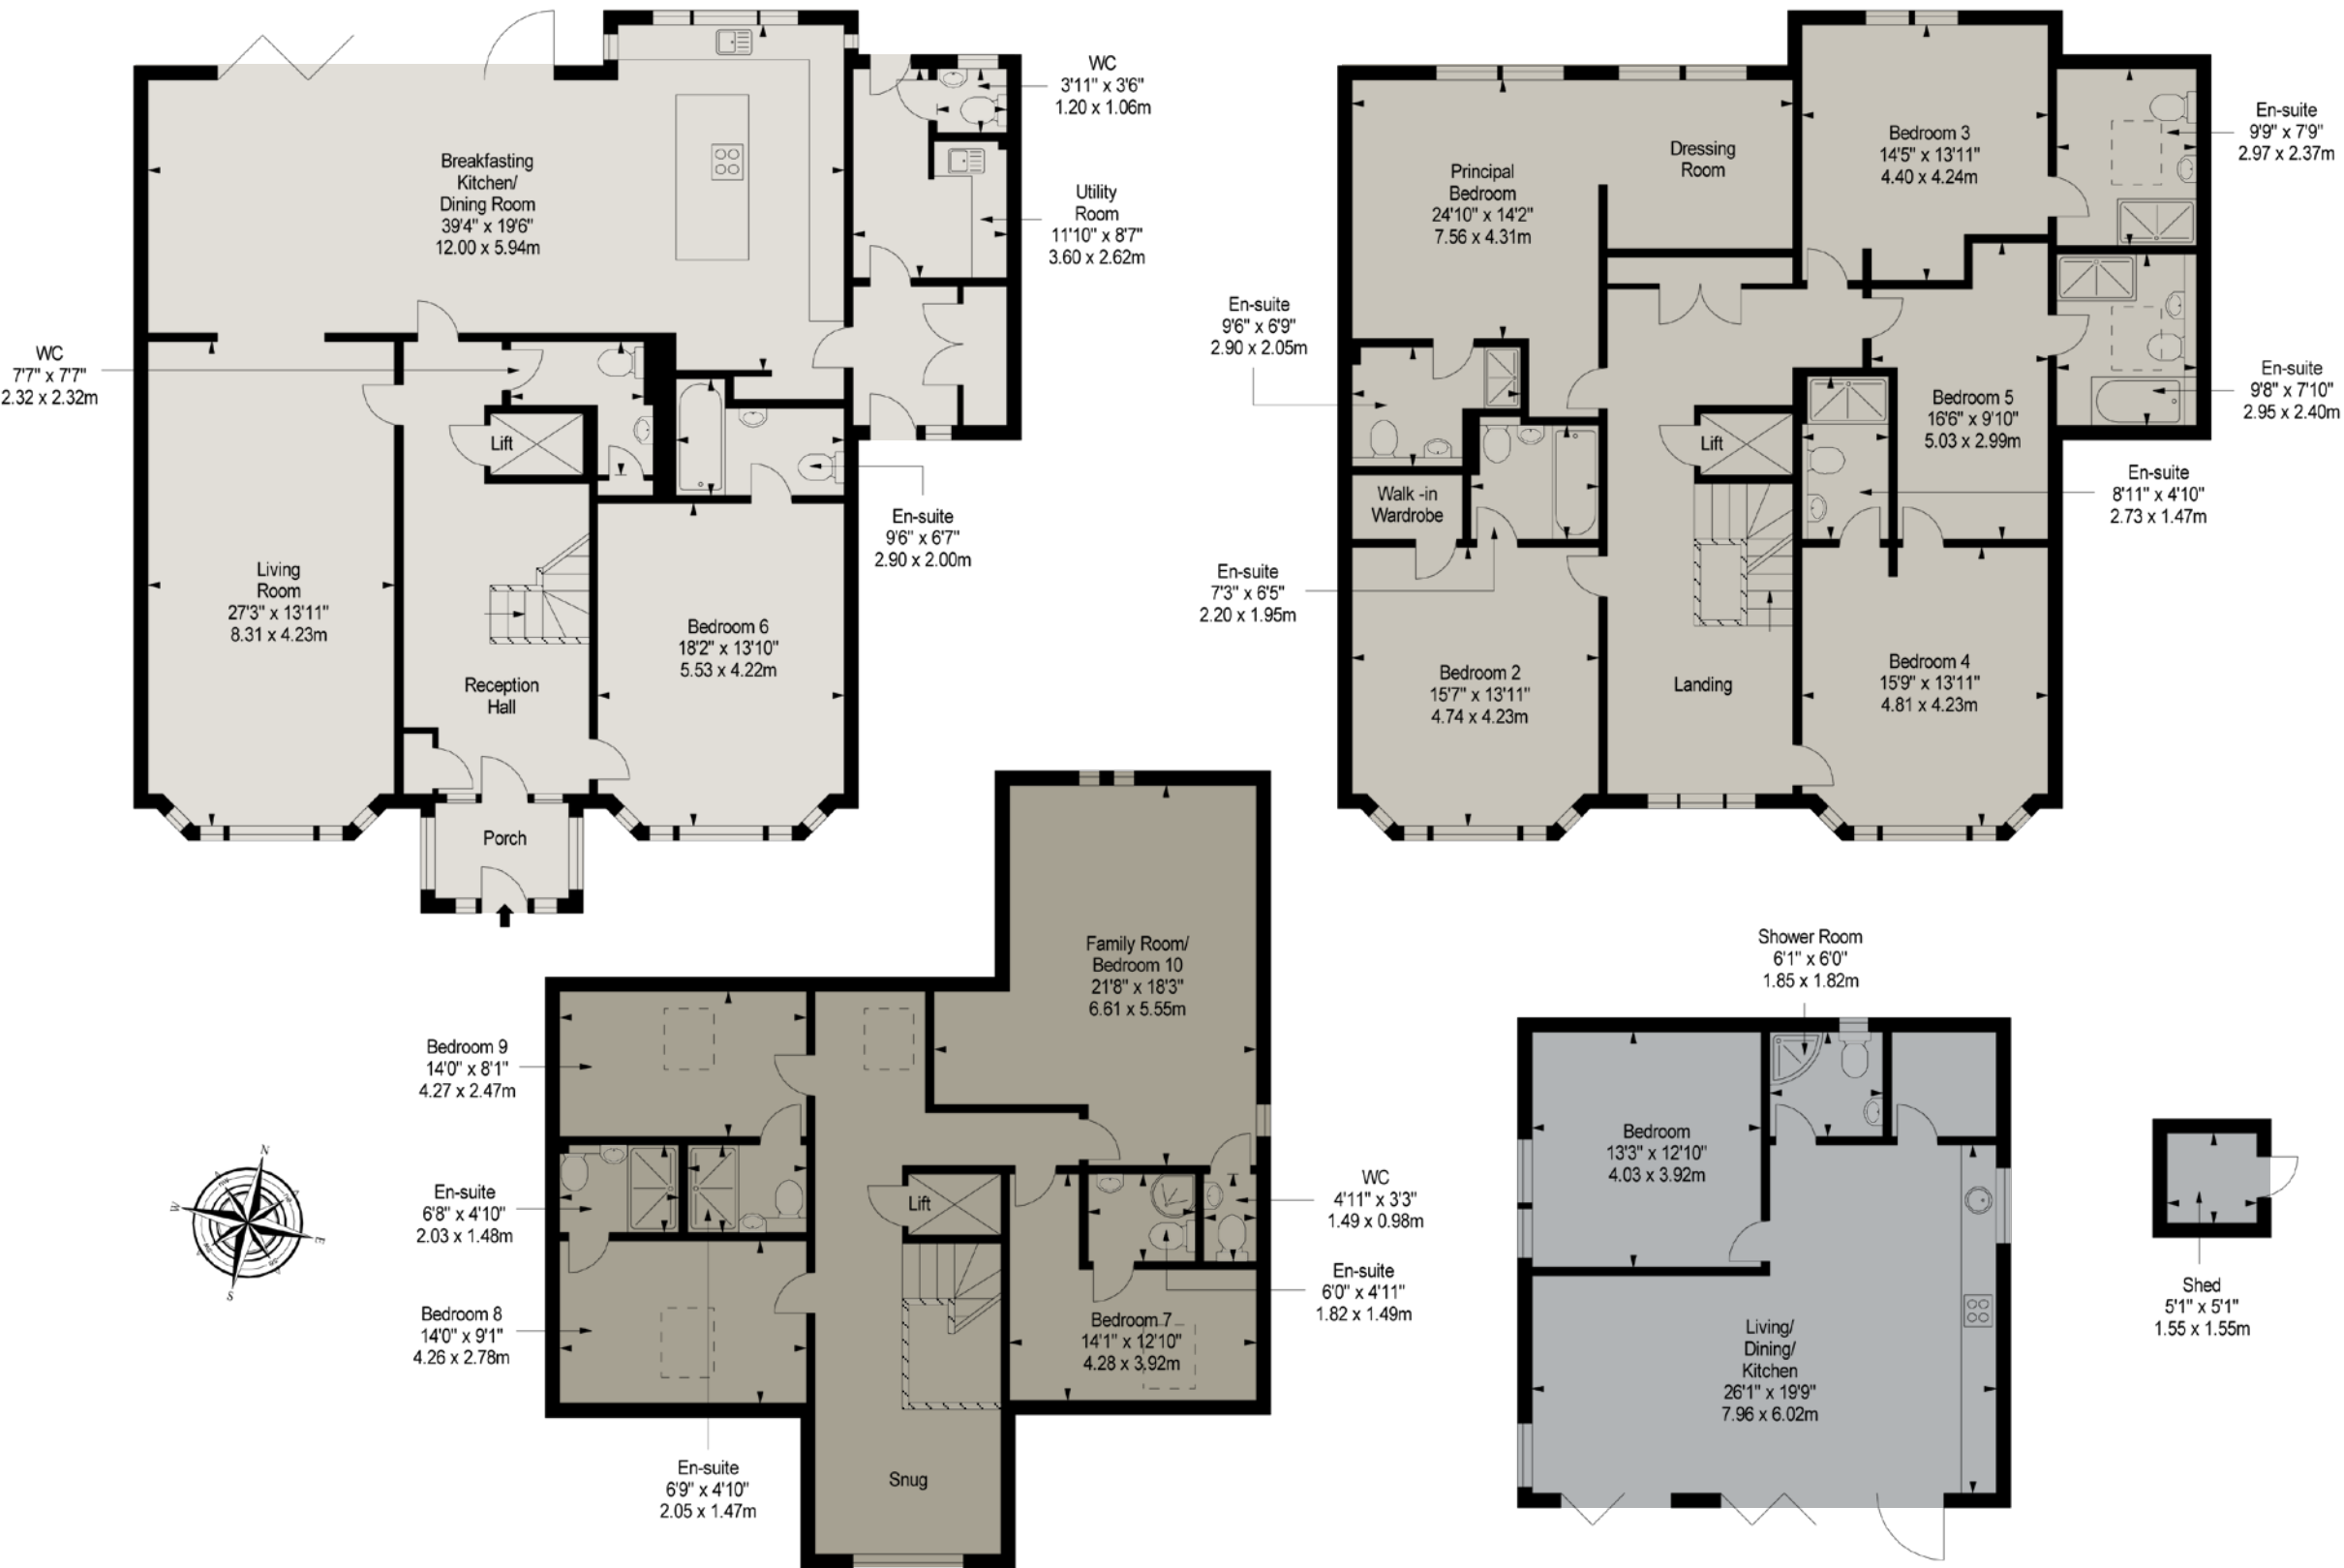 Breakfasting
Kitchen/
Dining Room
39'4" x 19'6"
12.00 x 5.94m
WC
3'11" x 3'6"
1.20 x 1.06m
Utility
Room
11'10" x 8'7"
3.60 x 2.62m
WC
7'7" x 7'7"
2.32 x 2.32m
Lift
En-suite
9'6" x 6'7"
2.90 x 2.00m
Living
Room
27'3" x 13'11"
8.31 x 4.23m
Bedroom 6
18'2" x 13'10"
5.53 x 4.22m
Reception
Hall
Porch
Principal
Bedroom
24'10" x 14'2"
7.56 x 4.31m
Dressing
Room
Bedroom 3
14'5" x 13'11"
4.40 x 4.24m
En-suite
9'9" x 7'9"
2.97 x 2.37m
En-suite
9'6" x 6'9"
2.90 x 2.05m
En-suite
9'8" x 7'10"
2.95 x 2.40m
Bedroom 5
16'6" x 9'10"
5.03 x 2.99m
Lift
En-suite
8'11" x 4'10"
2.73 x 1.47m
Walk -in
Wardrobe
En-suite
7'3" x 6'5"
2.20 x 1.95m
Bedroom 2
15'7" x 13'11"
4.74 x 4.23m
Landing
Bedroom 4
15'9" x 13'11"
4.81 x 4.23m
Family Room/
Bedroom 10
21'8" x 18'3"
6.61 x 5.55m
Bedroom 9
14'0" x 8'1"
4.27 x 2.47m
En-suite
6'8" x 4'10"
2.03 x 1.48m
Lift
WC
4'11" x 3'3"
1.49 x 0.98m
En-suite
6'0" x 4'11"
1.82 x 1.49m
Bedroom 8
14'0" x 9'1"
4.26 x 2.78m
Bedroom 7
14'1" x 12'10"
4.28 x 3.92m
En-suite
6'9" x 4'10"
2.05 x 1.47m
Snug
N
W
E
S
Shower Room
6'1" x 6'0"
1.85 x 1.82m
Bedroom
13'3" x 12'10"
4.03 x 3.92m
Living/
Dining/
Kitchen
26'1" x 19'9"
7.96 x 6.02m
Shed
5'1" x 5'1"
1.55 x 1.55m